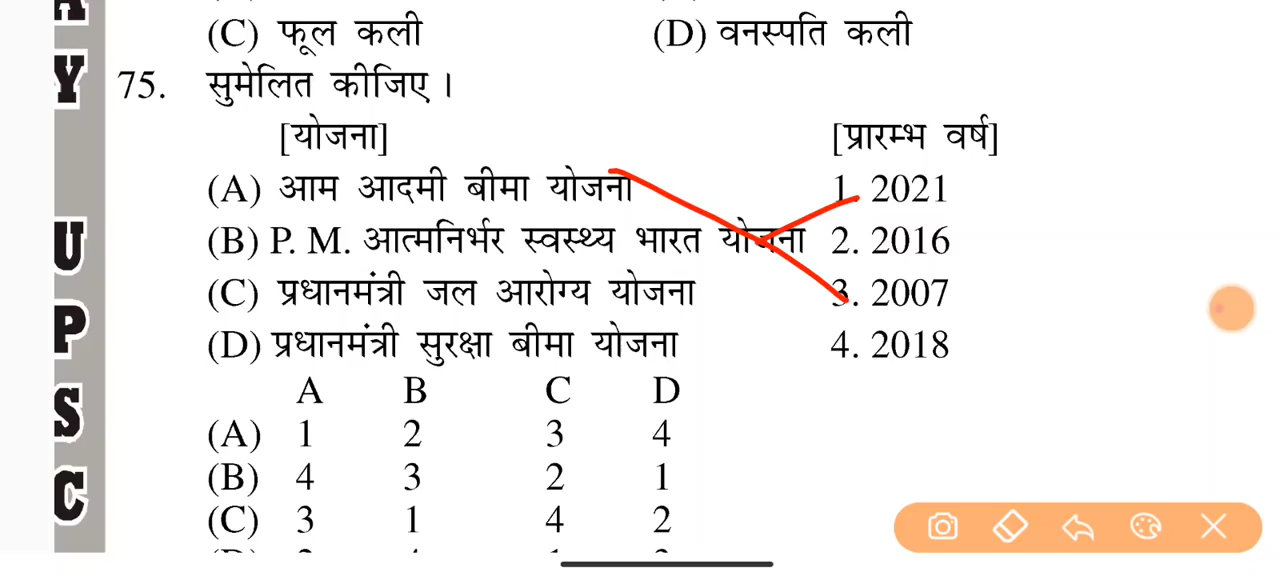 (C) फूल कली (D) वनस्पति कली
75. सुमेलित कीजिए ।
[योजना] [प्रारम्भ वर्ष]
(A) आम आदमी बीमा योजना 1. 2021
(B) P. M. आत्मनिर्भर स्वस्थ्य भारत योजना 2. 2016
(C) प्रधानमंत्री जल आरोग्य योजना 3. 2007
(D) प्रधानमंत्री सुरक्षा बीमा योजना 4. 2018
A B C D
(A) 1 2 3 4
(B) 4 3 2 1
(C) 3 1 4 2
Y
U
P
S
C